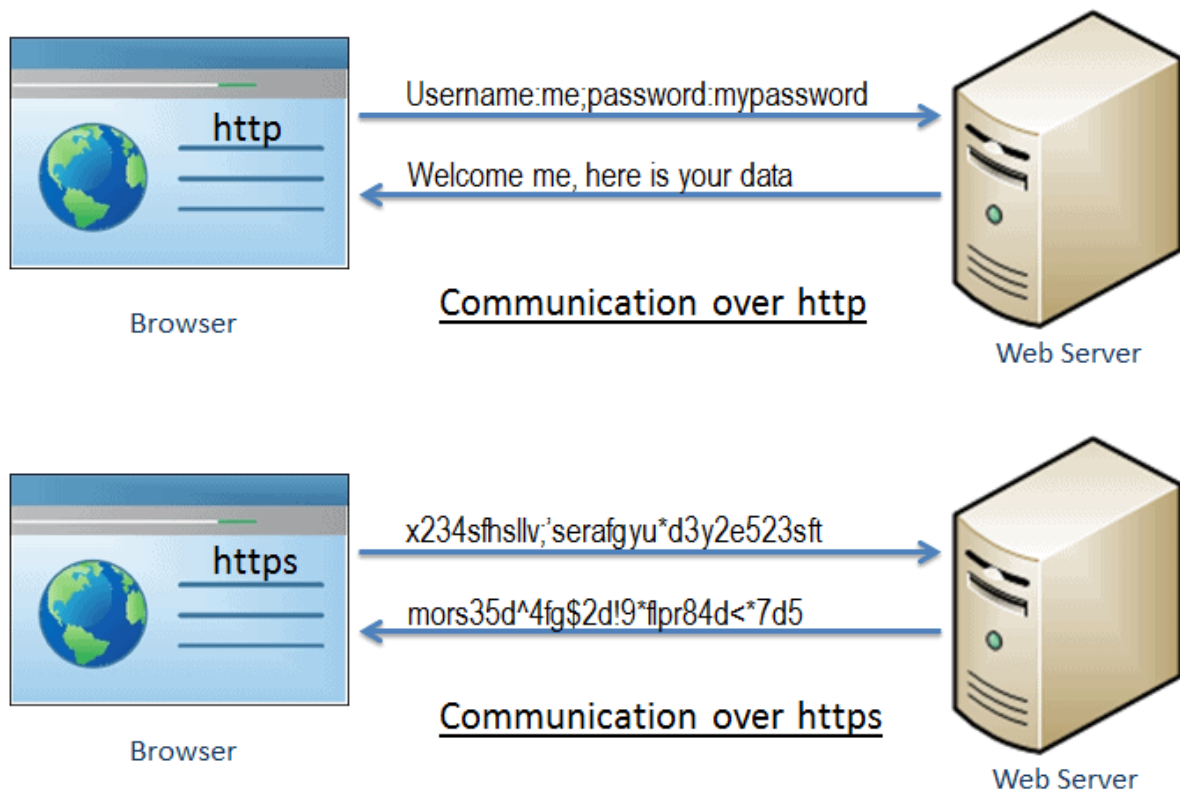 http
Username:me;password:mypassword
Welcome me, here is your data
Communication over http
Browser
Web Server
https
x234sfhsllv;'serafgyu*d3y2e523sft
mors35d^4fg$2d!9*flpr84d<*7d5
Communication over https
Browser
Web Server